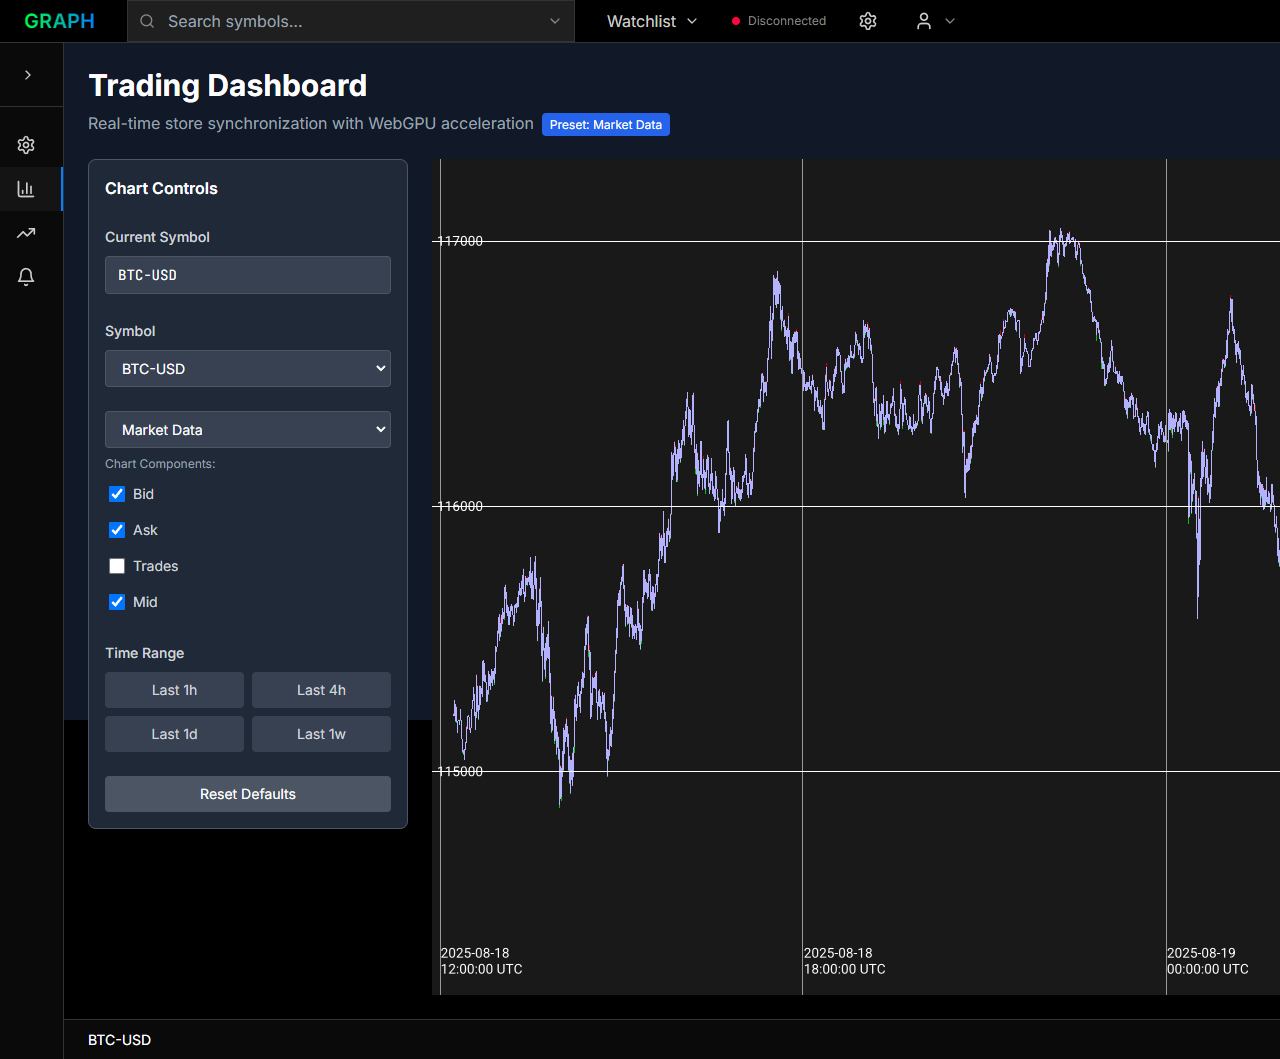 GRAPH
Search symbols...
Watchlist
Disconnected
Trading Dashboard
Real-time store synchronization with WebGPU acceleration
Preset: Market Data
Chart Controls
Current Symbol
BTC-USD
Symbol
BTC-USD
Market Data
Chart Components:
Bid
Ask
Trades
Mid
Time Range
Last 1h
Last 4h
Last 1d
Last 1w
Reset Defaults
117000
116000
115000
2025-08-18
12:00:00 UTC
2025-08-18
18:00:00 UTC
2025-08-19
00:00:00 UTC
BTC-USD